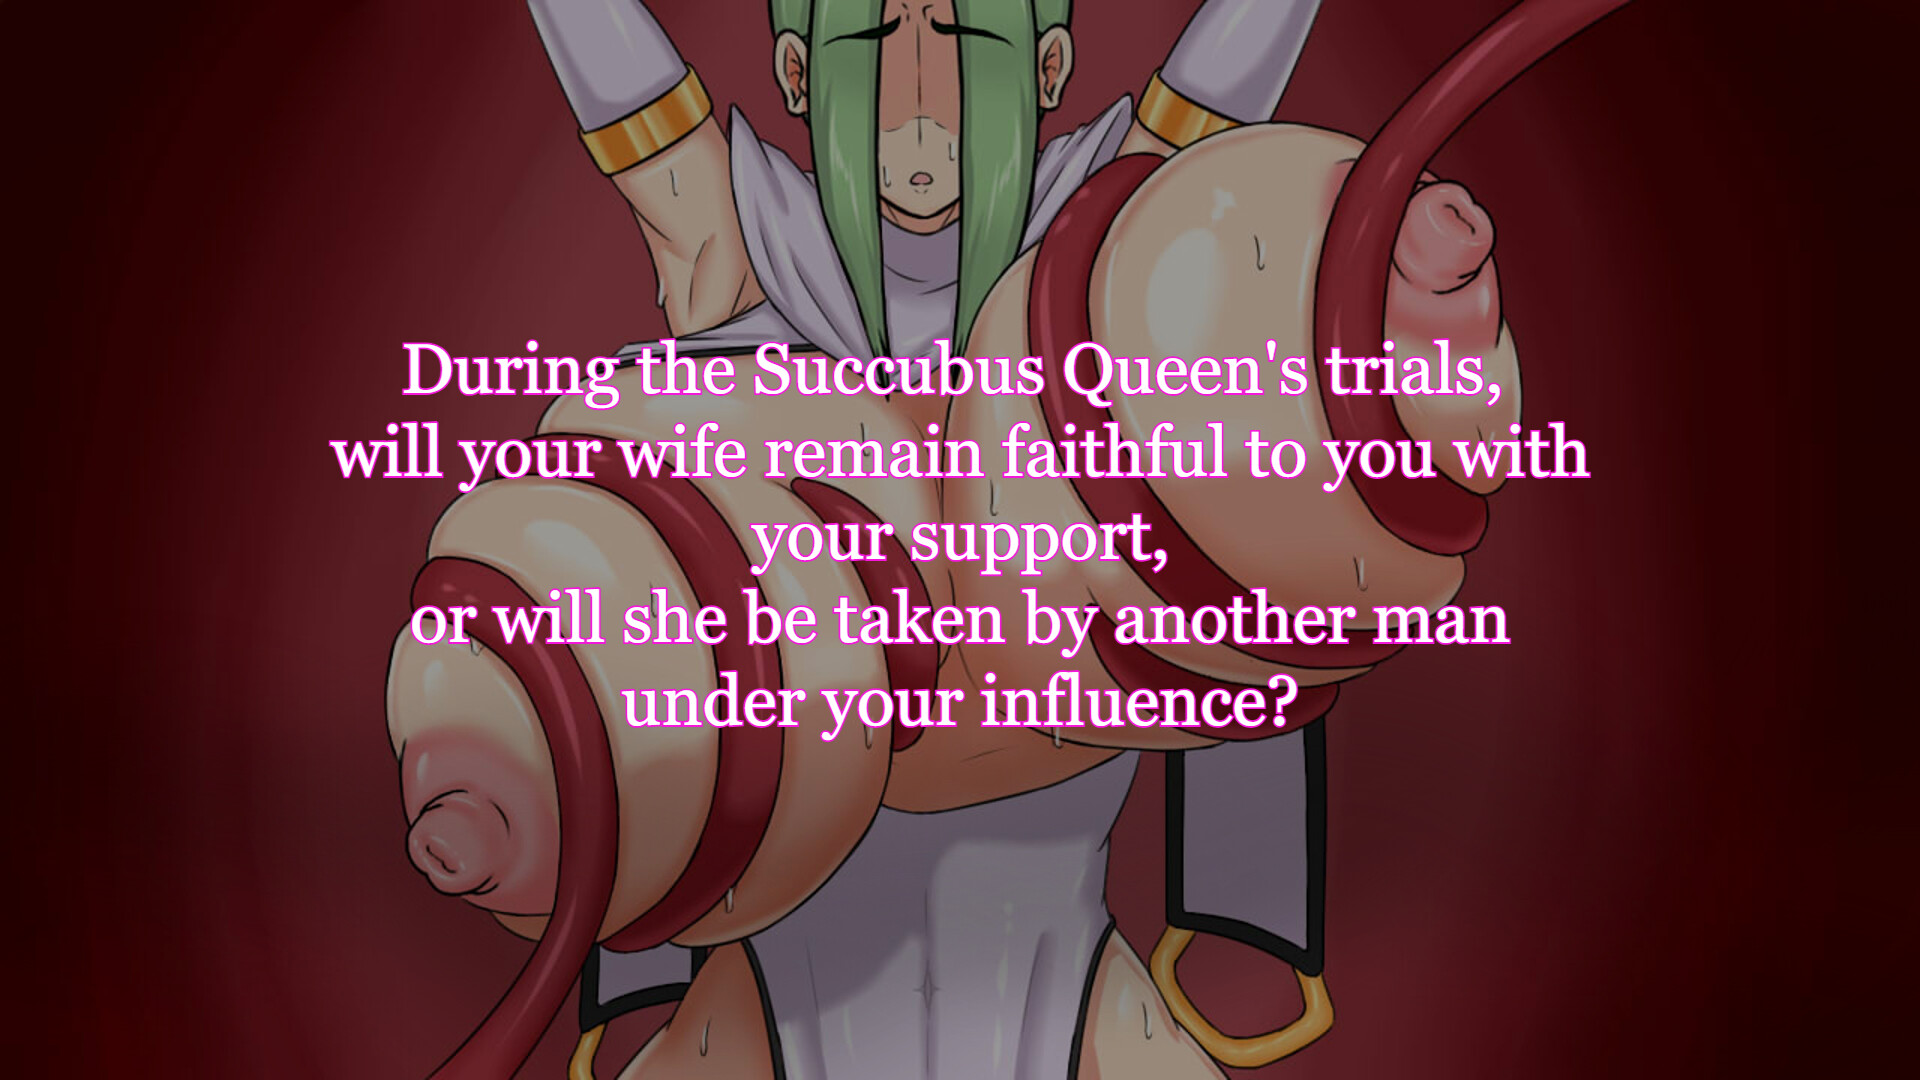 During the Succubus Queen's trials,
will your wife remain faithful to you with
your support,
or will she be taken by another man
under your influence?